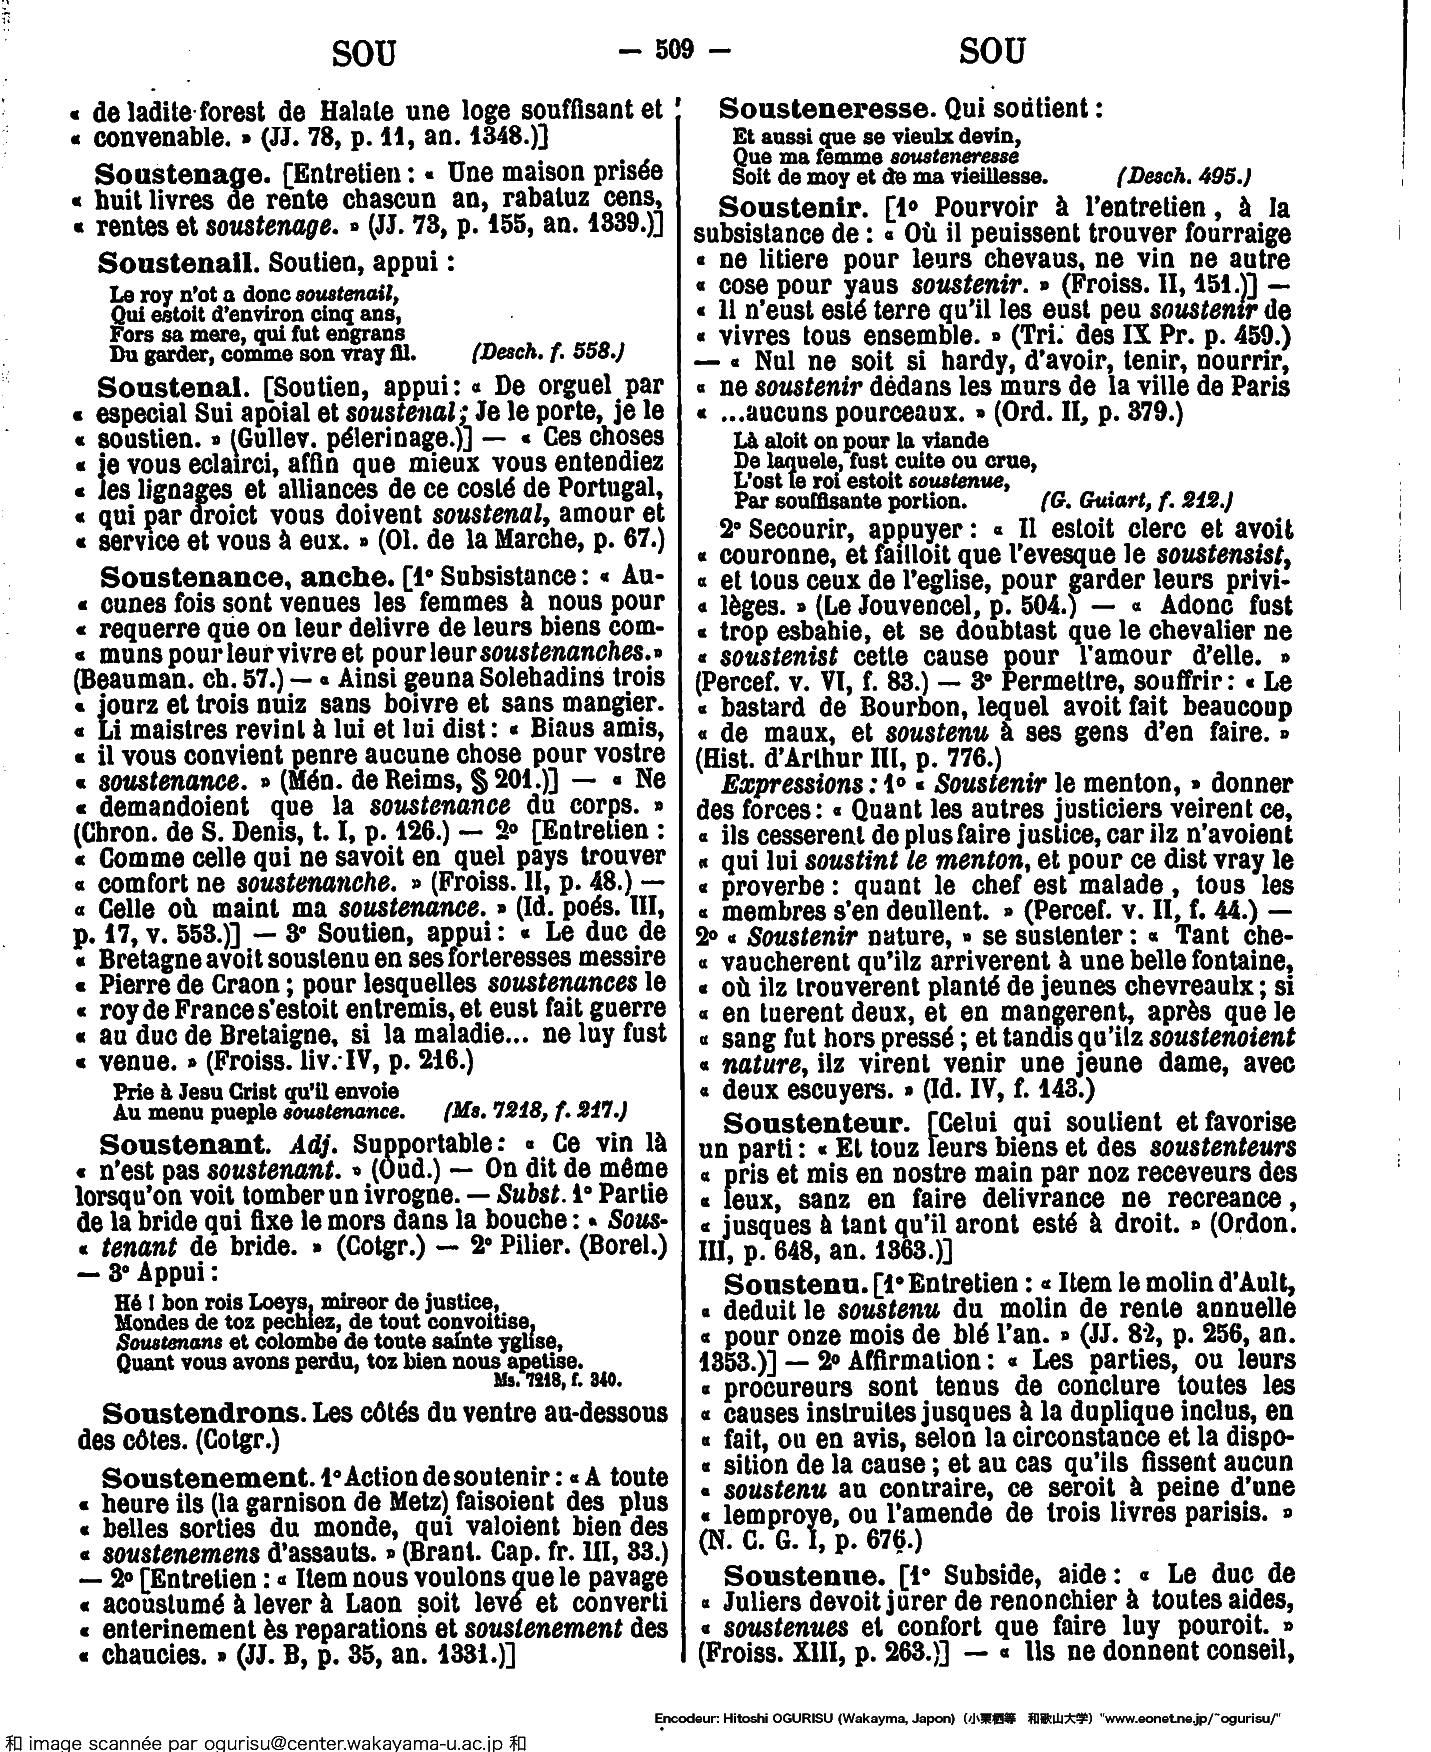 SOU
— 509 —
SOU
« de ladite forest de Halate une loge souffisant et
« convenable. » (JJ. 78, p. 11, an. 1348.)]
Soustenage. [Entretien : « Une maison prisée
« huit livres de rente chascun an, rabatuz cens,
« rentes et soustenage. » (JJ. 73, p. 155, an. 1339.)]
Soustenail. Soutien, appui :
Le roy n'ot a donc soustenail,
Qui estoit d'environ cinq ans,
Fors sa mere, qui fut engrans
Du garder, comme son vray fil. (Desch. f. 558.)
Soustenal. [Soutien, appui : « De orguel par
« especial Sui apoial et soustenal; Je le porte, je le
« soustien. » (Gullev. pélerinage.)] — « Ces choses
« je vous eclairci, affin que mieux vous entendiez
« les lignages et alliances de ce costé de Portugal,
« qui par droict vous doivent soustenal, amour et
« service et vous à eux. » (Ol. de la Marche, p. 67.)
Soustenance, anche. [1° Subsistance : « Au-
« cunes fois sont venues les femmes à nous pour
« requerre que on leur delivre de leurs biens com-
« muns pour leur vivre et pour leur soustenanches. »
(Beauman. ch. 57.) — « Ainsi geuna Solehadins trois
« jourz et trois nuiz sans boivre et sans mangier.
« Li maistres revint à lui et lui dist : « Biaus amis,
« il vous convient penre aucune chose pour vostre
« soustenance. » (Mén. de Reims, § 201.)] — « Ne
« demandoient que la soustenance du corps. »
(Chron. de S. Denis, t. I, p. 126.) — 2° [Entretien :
« Comme celle qui ne savoit en quel pays trouver
« comfort ne soustenanche. » (Froiss. II, p. 48.) —
« Celle où maint ma soustenance. » (Id. poés. III,
p. 17, v. 553.)] — 3° Soutien, appui : « Le duc de
« Bretagne avoit soustenu en ses forteresses messire
« Pierre de Craon ; pour lesquelles soustenances le
« roy de France s'estoit entremis, et eust fait guerre
« au duc de Bretaigne, si la maladie... ne luy fust
« venue. » (Froiss. liv. IV, p. 216.)
Prie à Jesu Crist qu'il envoie
Au menu pueple soustenance. (Ms. 7218, f. 217.)
Soustenant. Adj. Supportable : « Ce vin là
« n'est pas soustenant. » (Oud.) — On dit de même
lorsqu'on voit tomber un ivrogne. — Subst. 1° Partie
de la bride qui fixe le mors dans la bouche : « Sous-
« tenant de bride. » (Cotgr.) — 2° Pilier. (Borel.)
— 3° Appui :
Hé ! bon rois Loeys, mireor de justice,
Mondes de toz pechiez, de tout convoitise,
Soustenans et colombe de toute sainte yglise,
Quant vous avons perdu, toz bien nous apetise.
Ms. 7218, f. 340.
Soustendrons. Les côtés du ventre au-dessous
des côtes. (Cotgr.)
Soustenement. 1° Action de soutenir : « A toute
« heure ils (la garnison de Metz) faisoient des plus
« belles sorties du monde, qui valoient bien des
« soustenemens d'assauts. » (Brant. Cap. fr. III, 33.)
— 2° [Entretien : « Item nous voulons que le pavage
« acoustumé à lever à Laon soit levé et converti
« enterinement ès reparations et soustenement des
« chaucies. » (JJ. B, p. 35, an. 1331.)]
Sousteneresse. Qui soutient :
Et aussi que se vieulx devin,
Que ma femme sousteneresse
Soit de moy et de ma vieillesse. (Desch. 495.)
Soustenir. [1° Pourvoir à l'entretien, à la
subsistance de : « Où il peuissent trouver fourraige
« ne litiere pour leurs chevaus, ne vin ne autre
« cose pour yaus soustenir. » (Froiss. II, 151.)] —
« Il n'eust esté terre qu'il les eust peu soustenir de
« vivres tous ensemble. » (Tri. des IX Pr. p. 459.)
— « Nul ne soit si hardy, d'avoir, tenir, nourrir,
« ne soustenir dedans les murs de la ville de Paris
« ...aucuns pourceaux. » (Ord. II, p. 379.)
Là aloit on pour la viande
De laquele, fust cuite ou crue,
L'ost le roi estoit soustenue,
Par souffisante portion. (G. Guiart, f. 212.)
2° Secourir, appuyer : « Il estoit clerc et avoit
« couronne, et failloit que l'evesque le soustensist,
« et tous ceux de l'eglise, pour garder leurs privi-
« lèges. » (Le Jouvencel, p. 504.) — « Adonc fust
« trop esbahie, et se doubtast que le chevalier ne
« soustenist cette cause pour l'amour d'elle. »
(Percef. v. VI, f. 83.) — 3° Permettre, souffrir : « Le
« bastard de Bourbon, lequel avoit fait beaucoup
« de maux, et soustenu à ses gens d'en faire. »
(Hist. d'Arthur III, p. 776.)
Expressions : 1° « Soustenir le menton, » donner
des forces : « Quant les autres justiciers veirent ce,
« ils cesserent de plus faire justice, car ilz n'avoient
« qui lui soustint le menton, et pour ce dist vray le
« proverbe : quant le chef est malade, tous les
« membres s'en deullent. » (Percef. v. II, f. 44.) —
2° « Soustenir nature, » se sustenter : « Tant che-
« vaucherent qu'ilz arriverent à une belle fontaine,
« où ilz trouverent planté de jeunes chevreaulx ; si
« en tuerent deux, et en mangerent, après que le
« sang fut hors pressé ; et tandis qu'ilz soustenoient
« nature, ilz virent venir une jeune dame, avec
« deux escuyers. » (Id. IV, f. 143.)
Soustenteur. [Celui qui soutient et favorise
un parti : « Et touz leurs biens et des soustenteurs
« pris et mis en nostre main par noz receveurs des
« leux, sanz en faire delivrance ne recreance,
« jusques à tant qu'il aront esté à droit. » (Ordon.
III, p. 648, an. 1363.)]
Soustenu. [1° Entretien : « Item le molin d'Ault,
« deduit le soustenu du molin de rente annuelle
« pour onze mois de blé l'an. » (JJ. 82, p. 256, an.
1353.)] — 2° Affirmation : « Les parties, ou leurs
« procureurs sont tenus de conclure toutes les
« causes instruites jusques à la duplique inclus, en
« fait, ou en avis, selon la circonstance et la dispo-
« sition de la cause ; et au cas qu'ils fissent aucun
« soustenu au contraire, ce seroit à peine d'une
« lemproye, ou l'amende de trois livres parisis. »
(N. C. G. I, p. 676.)
Soustenue. [1° Subside, aide : « Le duc de
« Juliers devoit jurer de renonchier à toutes aides,
« soustenues et confort que faire luy pouroit. »
(Froiss. XIII, p. 263.)] — « Ils ne donnent conseil,
Encodeur: Hitoshi OGURISU (Wakayma, Japon)（小栗栖等　和歌山大学）"www.eonet.ne.jp/~ogurisu/"
和 image scannée par ogurisu@center.wakayama-u.ac.jp 和